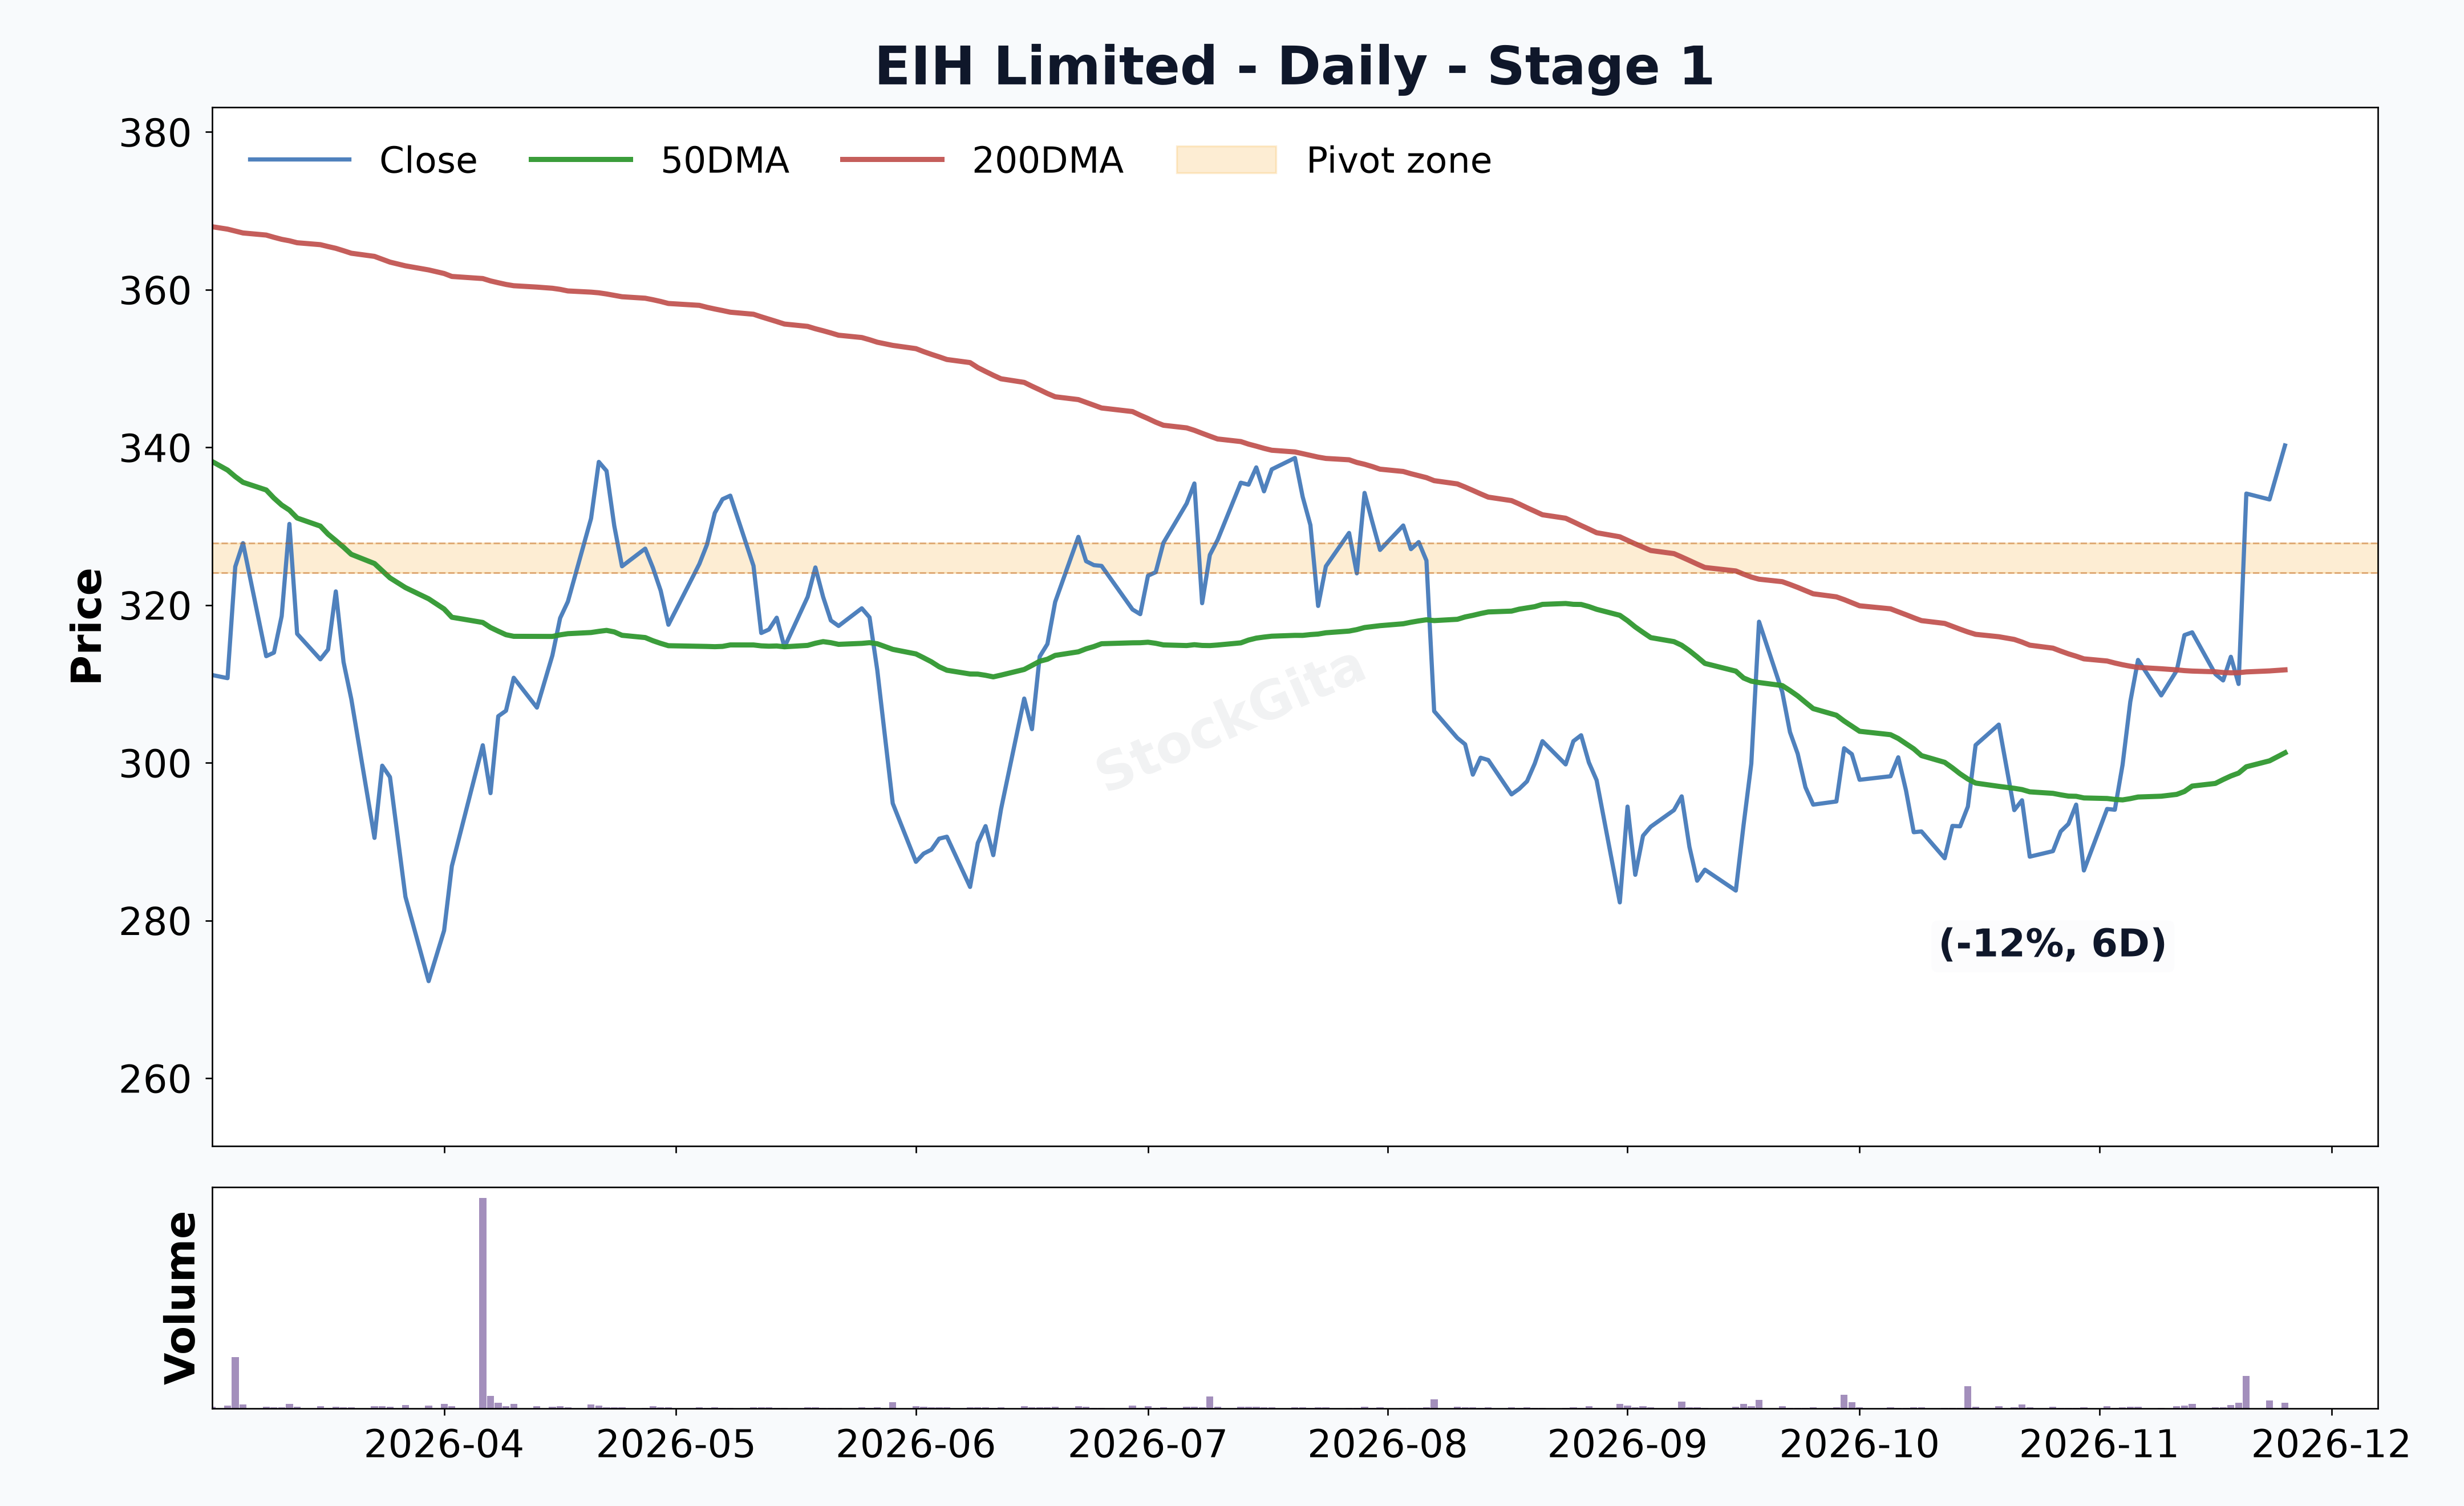 EIH Limited - Daily - Stage 1
Close 50DMA 200DMA Pivot zone
380
360
340
320
300
280
260
Price
StockGita
(-12%, 6D)
Volume
2026-04 2026-05 2026-06 2026-07 2026-08 2026-09 2026-10 2026-11 2026-12